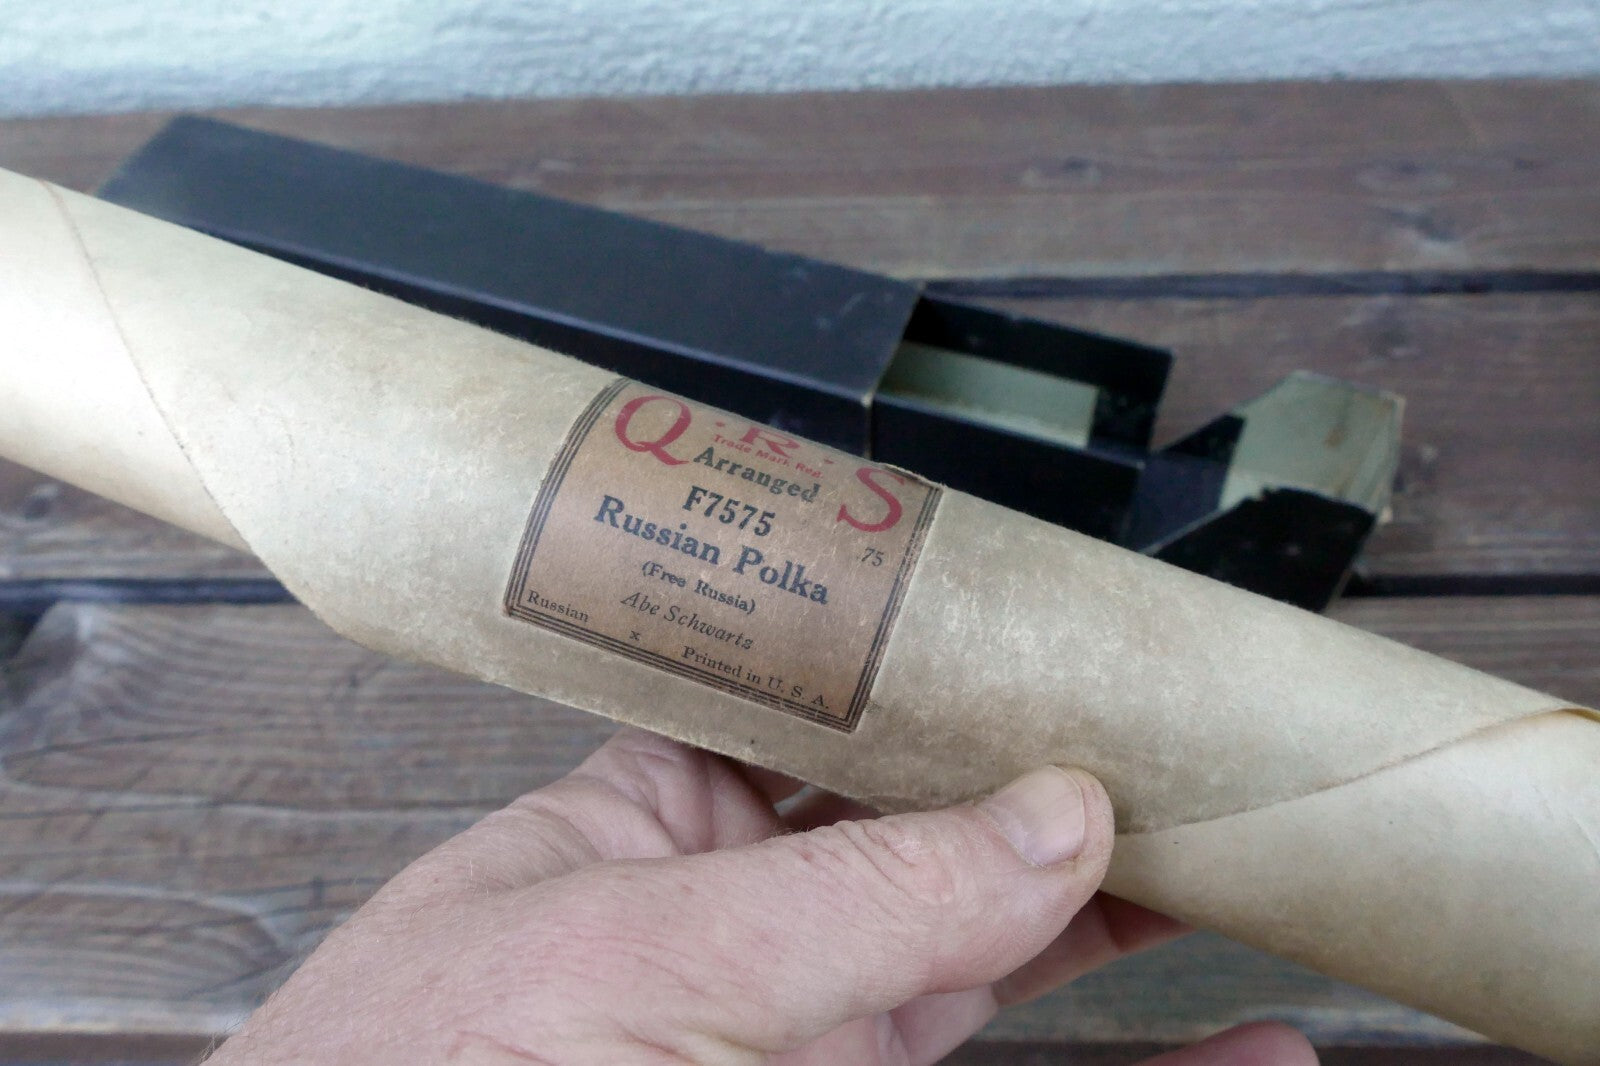 Q·R·S
Trade Mark Reg.
Arranged
F7575
75
Russian Polka
(Free Russia)
Abe Schwartz
Russian
x
Printed in U. S. A.